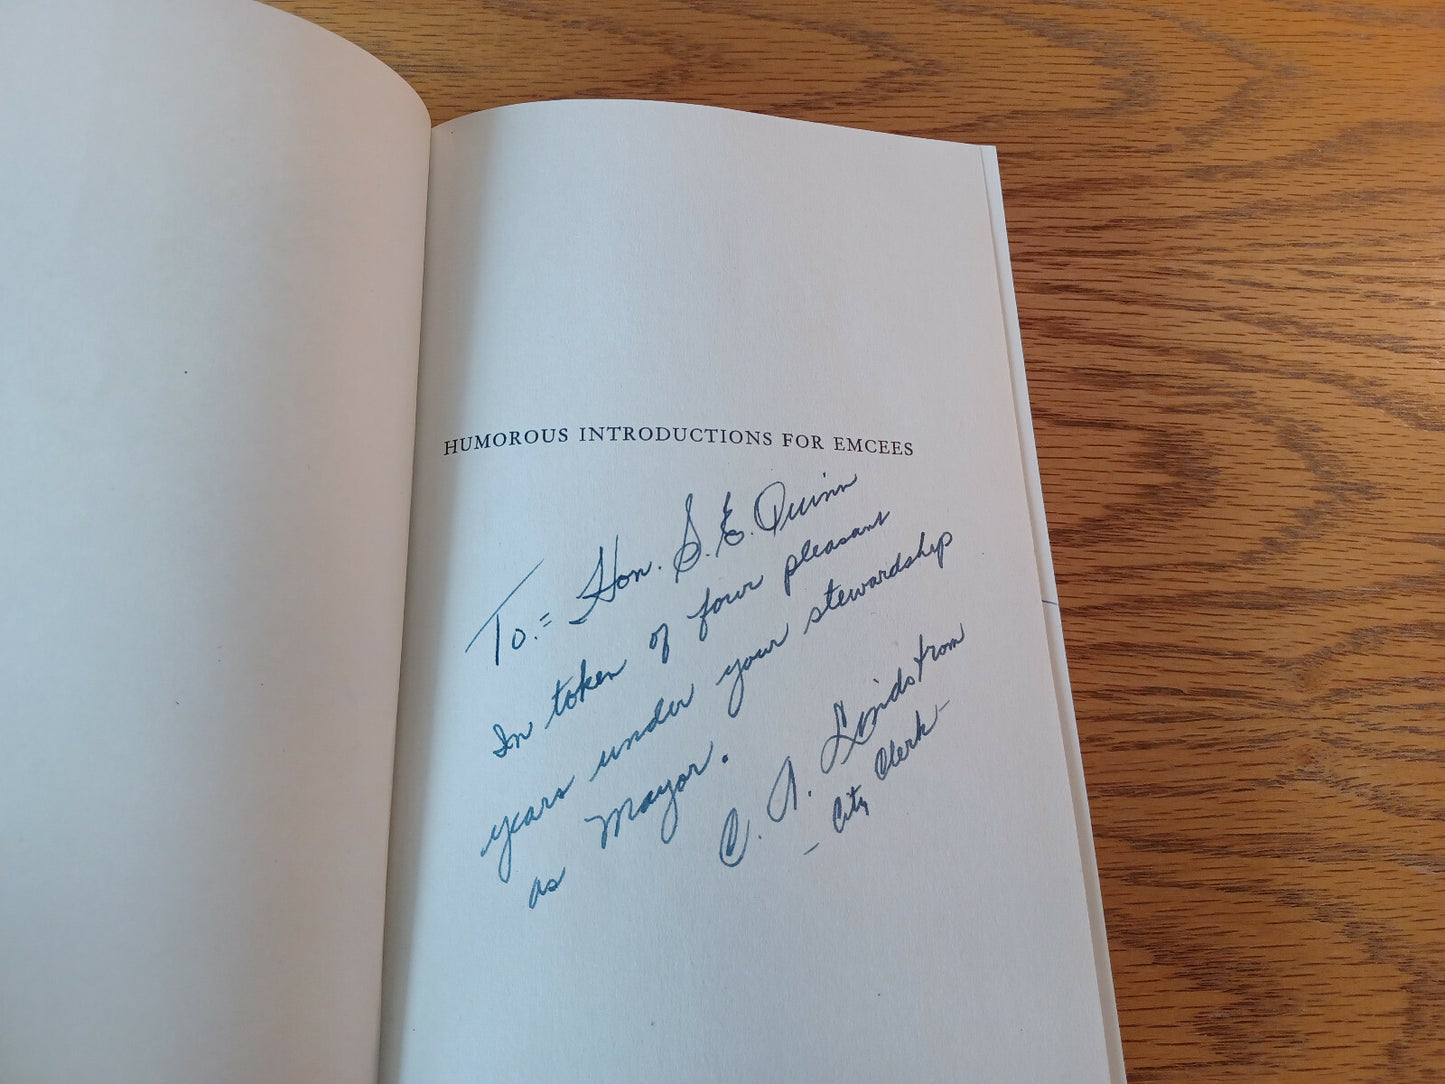 HUMOROUS INTRODUCTIONS FOR EMCEES
To:= Hon. S. E. Quinn
In token of four pleasant
years under your stewardship
as Mayor.
C. A. Lindstrom
- City Clerk -